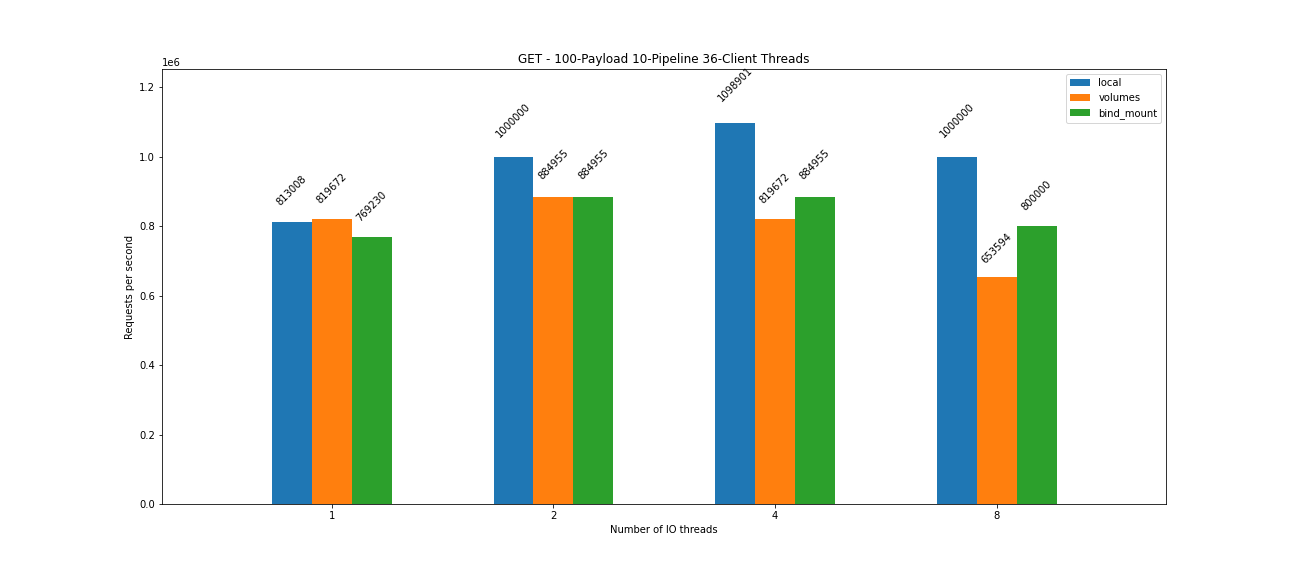 GET - 100-Payload 10-Pipeline 36-Client Threads
1e6
1.2
1.0
0.8
0.6
0.4
0.2
0.0
Requests per second
813008
819672
769230
1000000
884955
884955
1098901
819672
884955
1000000
653594
800000
local
volumes
bind_mount
1 2 4 8
Number of IO threads